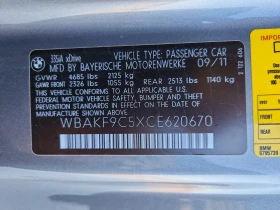 335iA xDrive
VEHICLE TYPE: PASSENGER CAR
MFD BY BAYERISCHE MOTORENWERKE 09/11
GVWR 4685 lbs 2125 kg
GAWR FRONT 2326 lbs 1055 kg REAR 2513 lbs 1140 kg
THIS VEHICLE CONFORMS TO ALL APPLICABLE
FEDERAL MOTOR VEHICLE SAFETY, BUMPER AND THEFT
PREVENTION STANDARDS IN EFFECT ON THE
DATE OF MANUFACTURE SHOWN ABOVE.
WBAKF9C5XCE620670
BMW